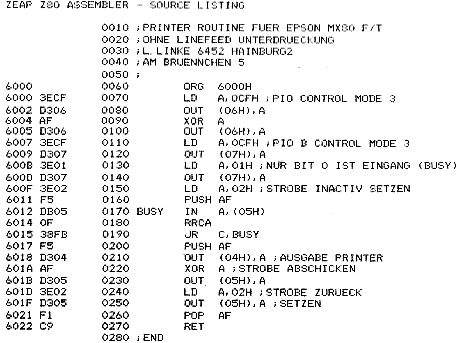 ZEAP Z80 ASSEMBLER - SOURCE LISTING
0010 ;PRINTER ROUTINE FUER EPSON MX80 F/T
0020 ;OHNE LINEFEED UNTERDRUECKUNG
0030 ;L. LINKE 6452 HAINBURG2
0040 ;AM BRUENNCHEN 5
0050 ;
6000 0060 ORG 6000H
6000 3ECF 0070 LD A,0CFH ;PIO CONTROL MODE 3
6002 D306 0080 OUT (06H),A
6004 AF 0090 XOR A
6005 D306 0100 OUT (06H),A
6007 3ECF 0110 LD A,0CFH ;PIO B CONTROL MODE 3
6009 D307 0120 OUT (07H),A
600B 3E01 0130 LD A,01H ;NUR BIT 0 IST EINGANG (BUSY)
600D D307 0140 OUT (07H),A
600F 3E02 0150 LD A,02H ;STROBE INACTIV SETZEN
6011 F5 0160 PUSH AF
6012 DB05 0170 BUSY IN A,(05H)
6014 0F 0180 RRCA
6015 38FB 0190 JR C,BUSY
6017 F5 0200 PUSH AF
6018 D304 0210 OUT (04H),A ;AUSGABE PRINTER
601A AF 0220 XOR A ;STROBE ABSCHICKEN
601B D305 0230 OUT (05H),A
601D 3E02 0240 LD A,02H ;STROBE ZURUECK
601F D305 0250 OUT (05H),A ;SETZEN
6021 F1 0260 POP AF
6022 C9 0270 RET
0280 ;END